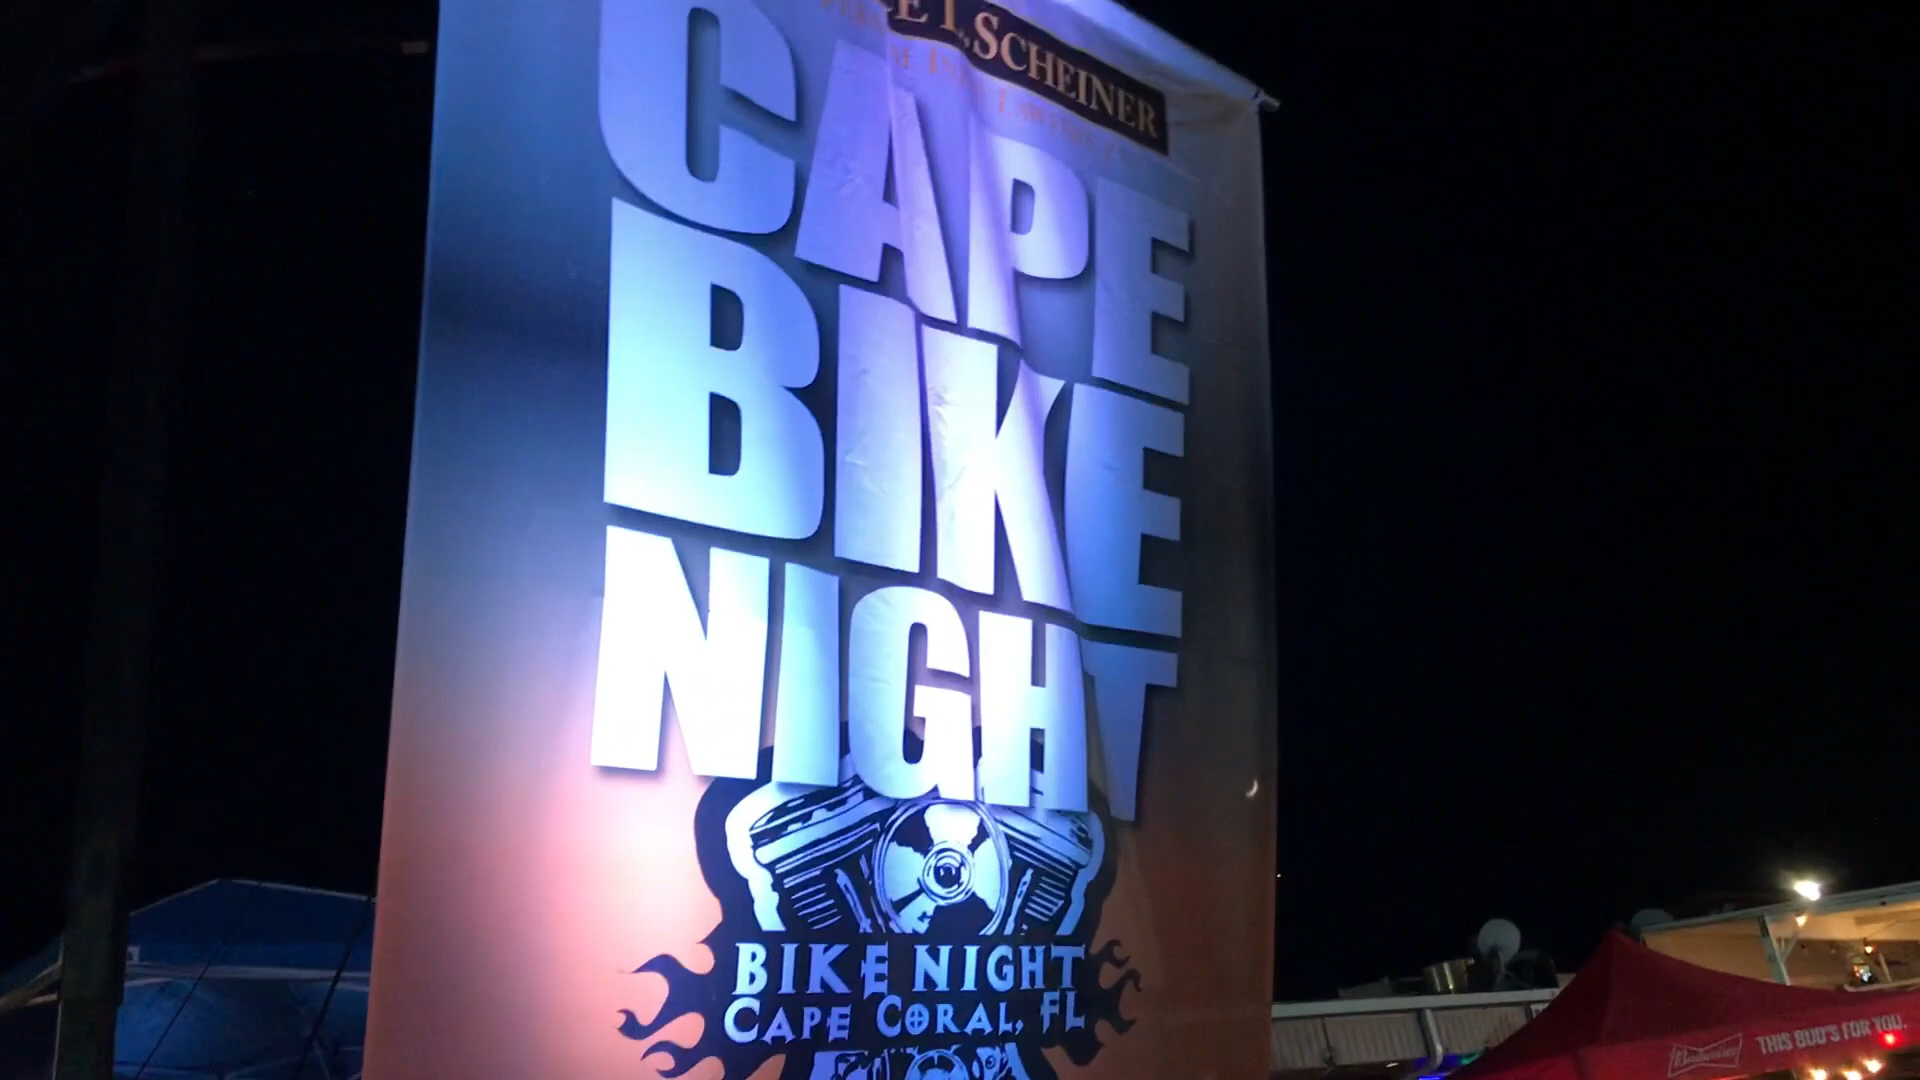 L. SCHEINER
CAPE
BIKE
NIGHT
BIKE NIGHT
CAPE CORAL, FL
Budweiser
THIS BUD'S FOR YOU.